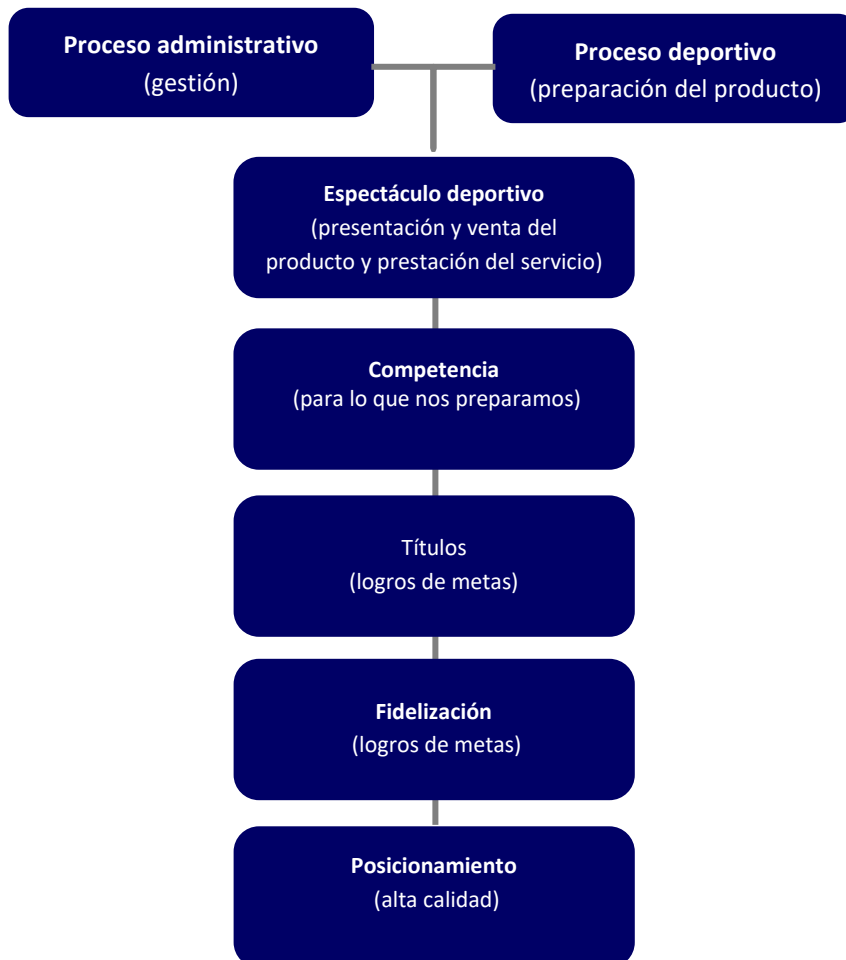 Proceso administrativo
(gestión)
Proceso deportivo
(preparación del producto)
Espectáculo deportivo
(presentación y venta del
producto y prestación del servicio)
Competencia
(para lo que nos preparamos)
Títulos
(logros de metas)
Fidelización
(logros de metas)
Posicionamiento
(alta calidad)